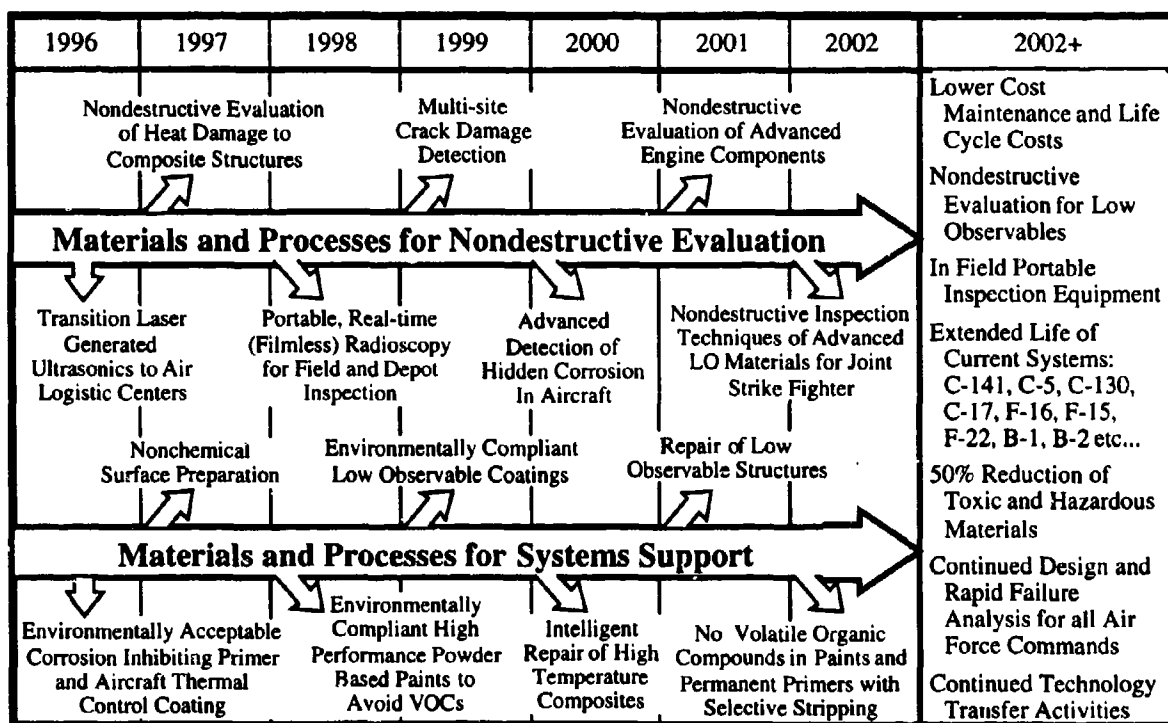 1996 1997 1998 1999 2000 2001 2002 2002+
Nondestructive Evaluation
of Heat Damage to
Composite Structures
Multi-site
Crack Damage
Detection
Nondestructive
Evaluation of Advanced
Engine Components
Materials and Processes for Nondestructive Evaluation
Transition Laser
Generated
Ultrasonics to Air
Logistic Centers
Portable, Real-time
(Filmless) Radioscopy
for Field and Depot
Inspection
Advanced
Detection of
Hidden Corrosion
In Aircraft
Nondestructive Inspection
Techniques of Advanced
LO Materials for Joint
Strike Fighter
Nonchemical
Surface Preparation
Environmentally Compliant
Low Observable Coatings
Repair of Low
Observable Structures
Materials and Processes for Systems Support
Environmentally Acceptable
Corrosion Inhibiting Primer
and Aircraft Thermal
Control Coating
Environmentally
Compliant High
Performance Powder
Based Paints to
Avoid VOCs
Intelligent
Repair of High
Temperature
Composites
No Volatile Organic
Compounds in Paints and
Permanent Primers with
Selective Stripping
Lower Cost
Maintenance and Life
Cycle Costs
Nondestructive
Evaluation for Low
Observables
In Field Portable
Inspection Equipment
Extended Life of
Current Systems:
C-141, C-5, C-130,
C-17, F-16, F-15,
F-22, B-1, B-2 etc...
50% Reduction of
Toxic and Hazardous
Materials
Continued Design and
Rapid Failure
Analysis for all Air
Force Commands
Continued Technology
Transfer Activities